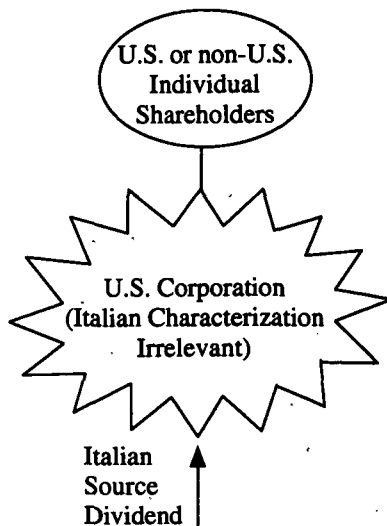 U.S. or non-U.S.
Individual
Shareholders
U.S. Corporation
(Italian Characterization
Irrelevant)
Italian
Source
Dividend